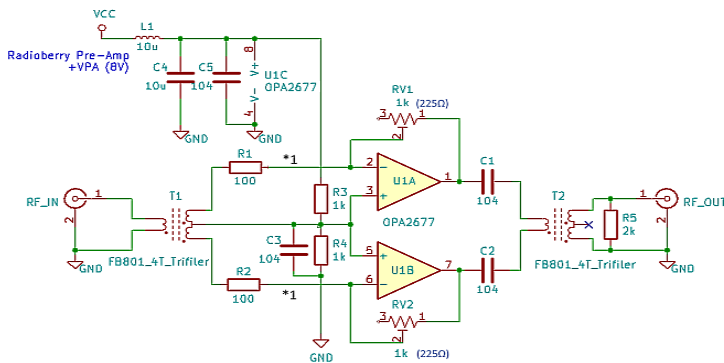 VCC
L1
10u
Radioberry Pre-Amp
+VPA (8V)
C4
10u
C5
104
8
V+
V-
4
U1C
OPA2677
GND
GND
RV1
1k (225Ω)
3
1
2
R1
100
*1
2
3
1
U1A
OPA2677
C1
104
RF_IN
1
2
GND
T1
FB801_4T_Trifiler
R3
1k
C3
104
R4
1k
R2
100
*1
5
6
7
U1B
C2
104
T2
FB801_4T_Trifiler
R5
2k
1
2
RF_OUT
GND
RV2
3
1
2
1k (225Ω)
GND